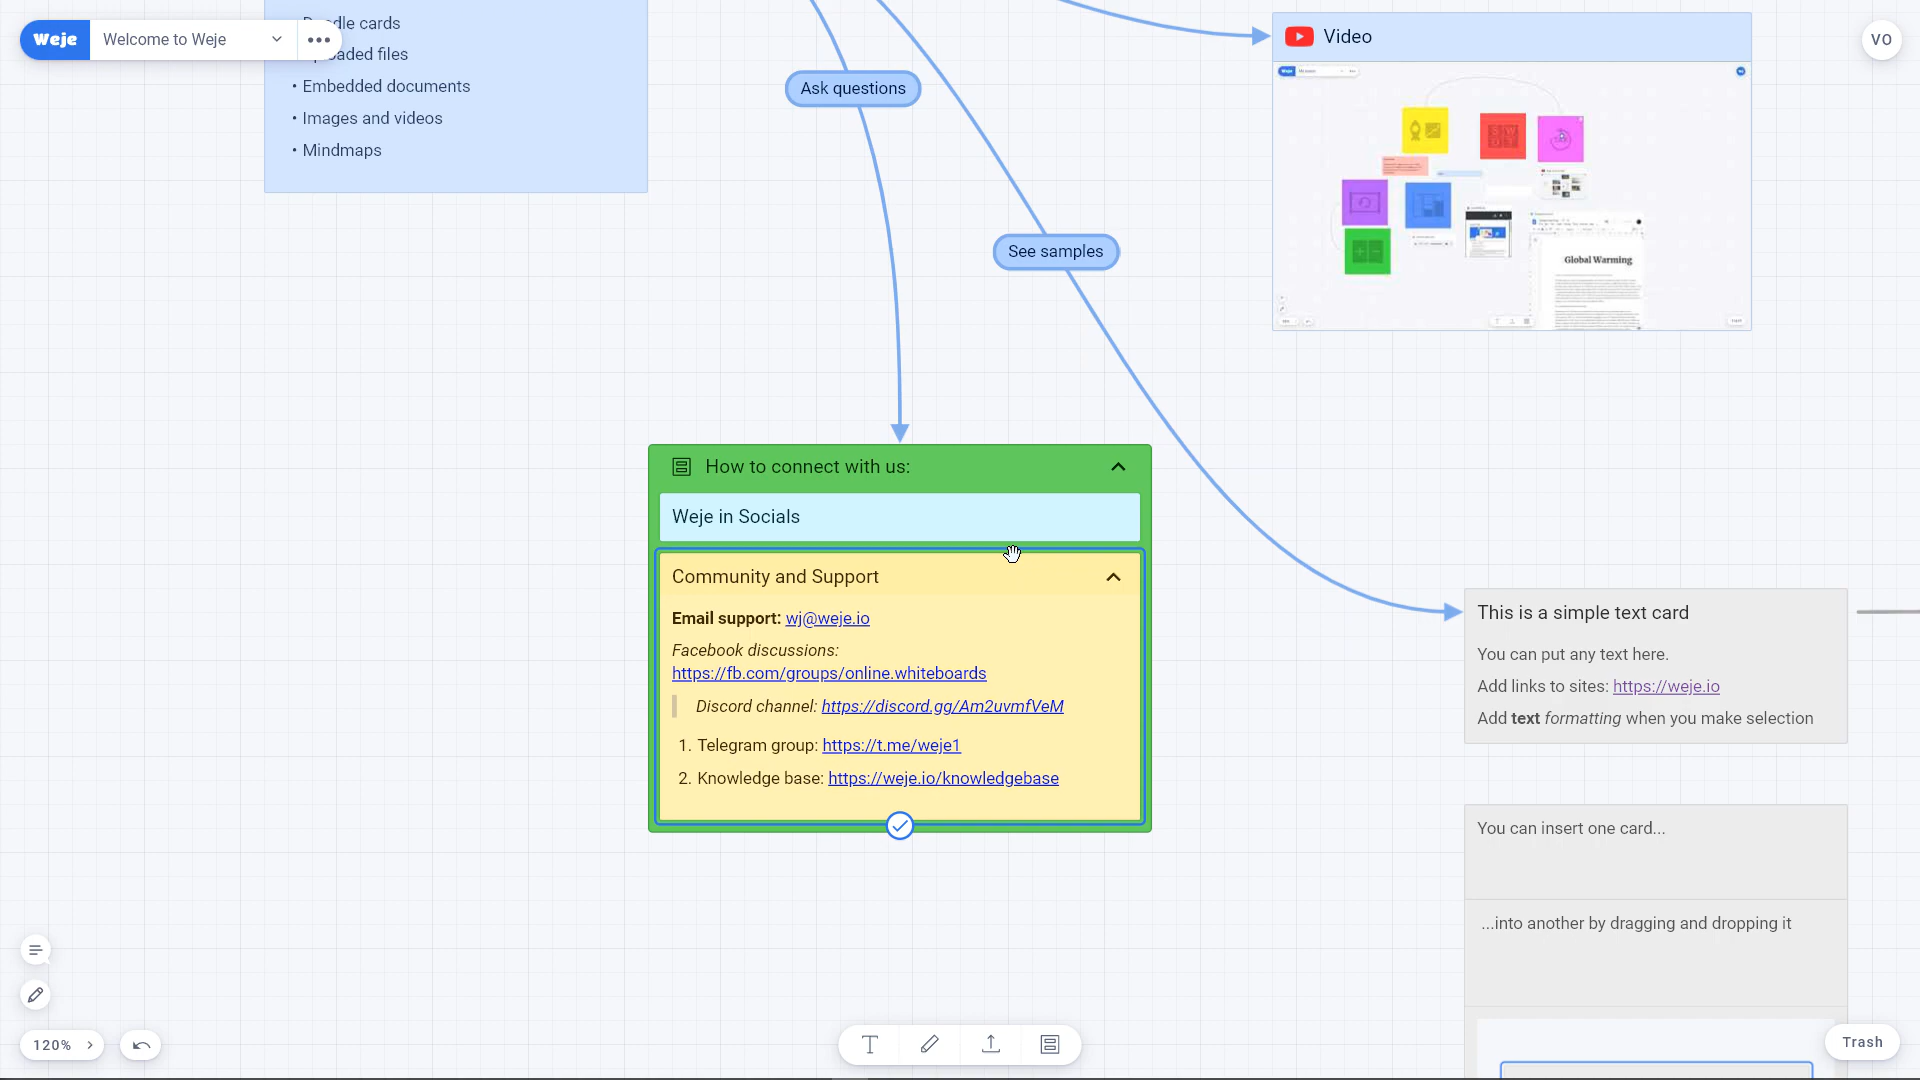 Weje
Welcome to Weje
VO
• Embedded documents
• Images and videos
• Mindmaps
Ask questions
See samples
Video
Global Warming
How to connect with us:
Weje in Socials
Community and Support
Email support: wj@weje.io
Facebook discussions:
https://fb.com/groups/online.whiteboards
Discord channel: https://discord.gg/Am2uvmfVeM
1. Telegram group: https://t.me/weje1
2. Knowledge base: https://weje.io/knowledgebase
This is a simple text card
You can put any text here.
Add links to sites: https://weje.io
Add text formatting when you make selection
You can insert one card...
...into another by dragging and dropping it
120%
Trash